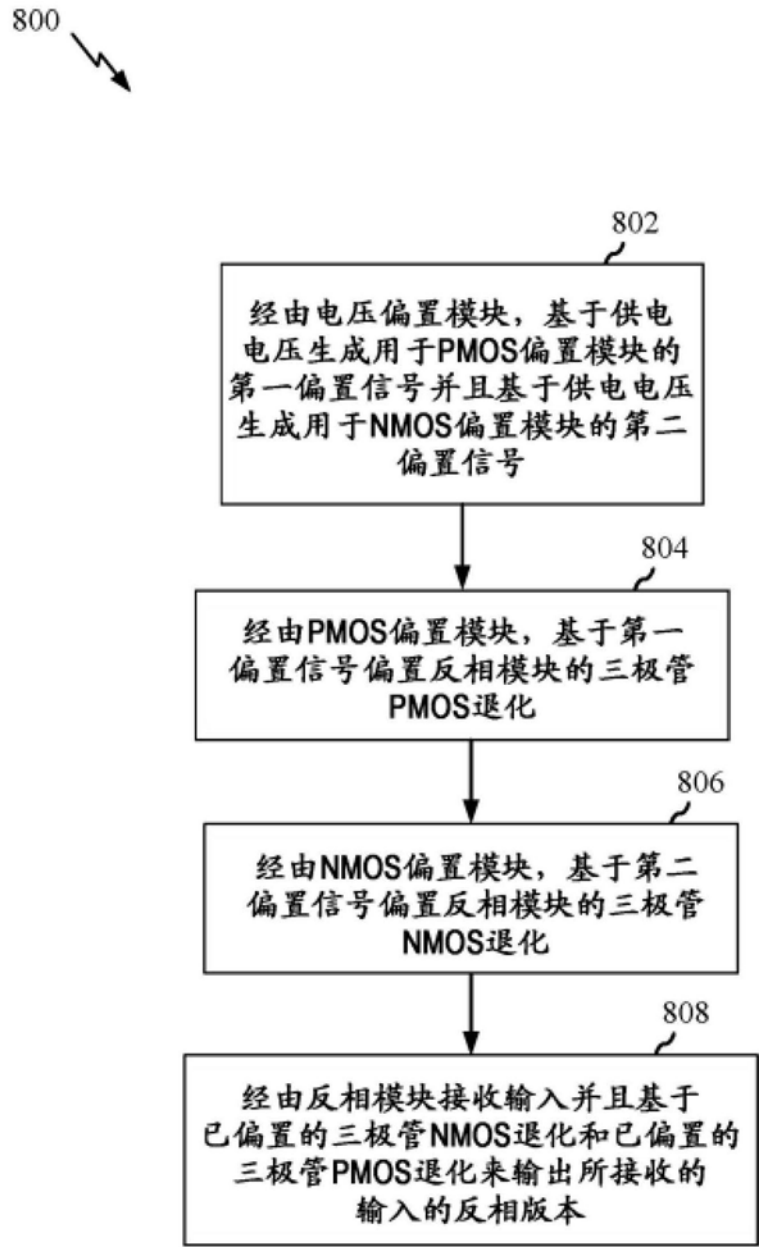 800
802
经由电压偏置模块，基于供电
电压生成用于PMOS偏置模块的
第一偏置信号并且基于供电电压
生成用于NMOS偏置模块的第二
偏置信号
804
经由PMOS偏置模块，基于第一
偏置信号偏置反相模块的三极管
PMOS退化
806
经由NMOS偏置模块，基于第二
偏置信号偏置反相模块的三极管
NMOS退化
808
经由反相模块接收输入并且基于
已偏置的三极管NMOS退化和已偏置的
三极管PMOS退化来输出所接收的
输入的反相版本